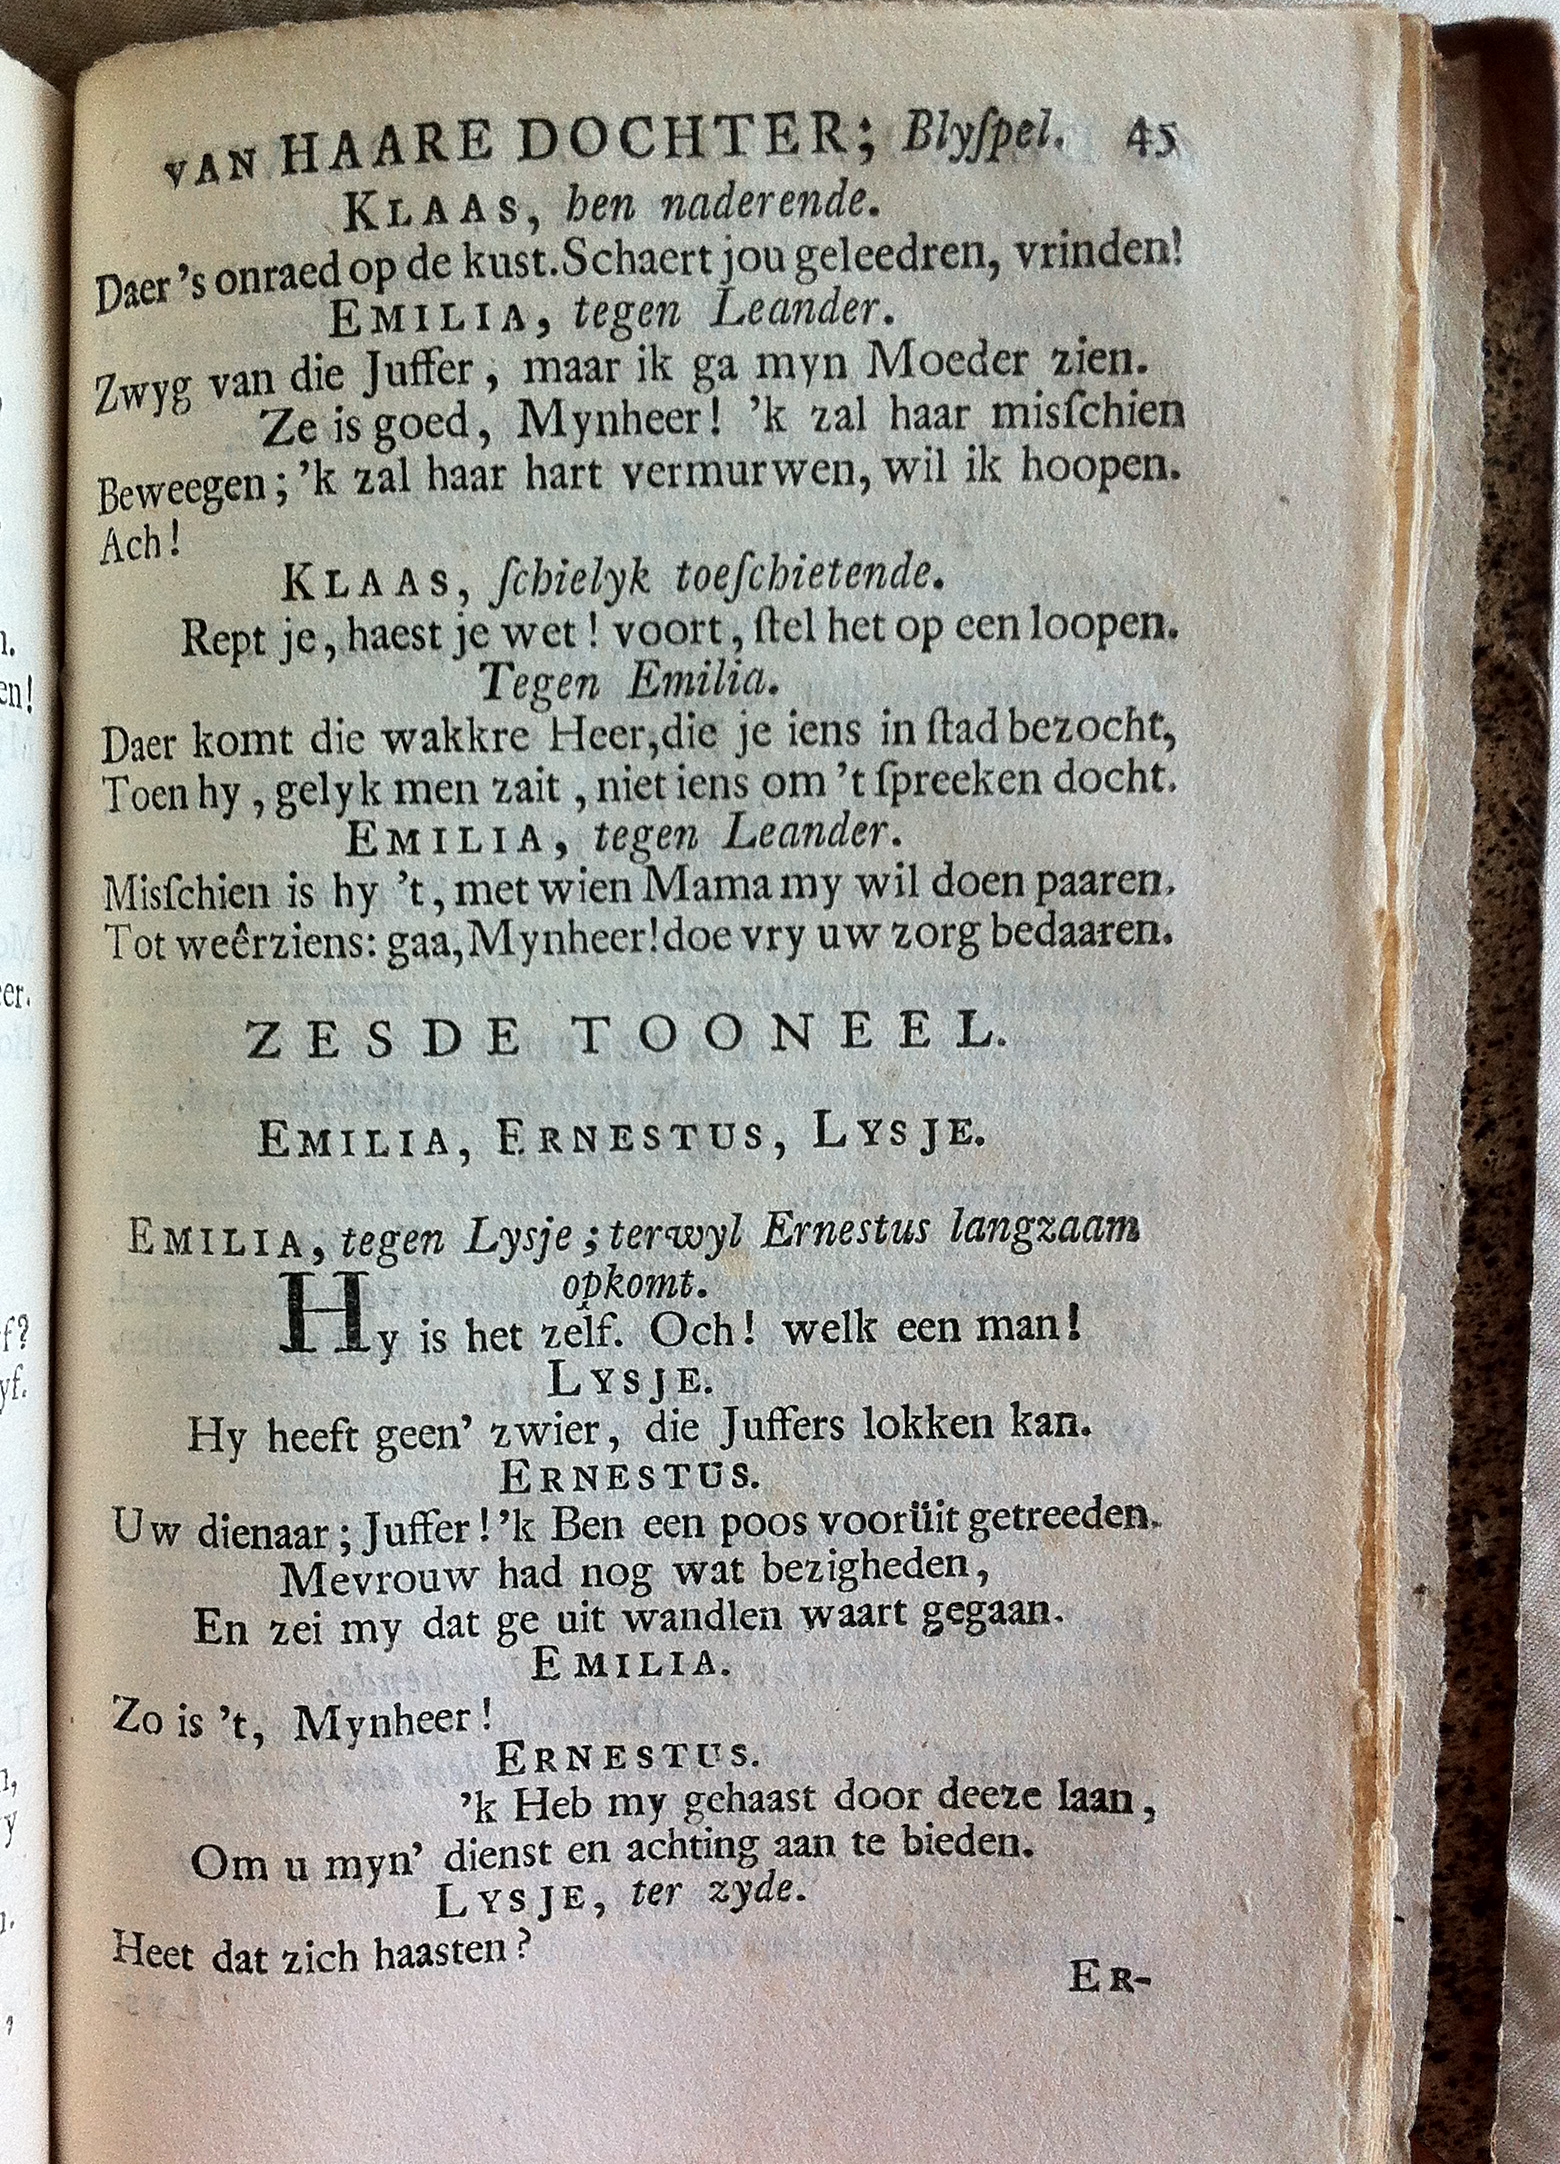 VAN HAARE DOCHTER; Blyſpel. 45
KLAAS, hen naderende.
Daer 's onraed op de kust. Schaert jou geleedren, vrinden!
EMILIA, tegen Leander.
Zwyg van die Juffer, maar ik ga myn Moeder zien.
Ze is goed, Mynheer! 'k zal haar misſchien
Beweegen; 'k zal haar hart vermurwen, wil ik hoopen.
Ach!
KLAAS, ſchielyk toeſchietende.
Rept je, haest je wet! voort, ſtel het op een loopen.
Tegen Emilia.
Daer komt die wakkre Heer, die je iens in ſtad bezocht,
Toen hy, gelyk men zait, niet iens om 't ſpreeken docht.
EMILIA, tegen Leander.
Misſchien is hy 't, met wien Mama my wil doen paaren.
Tot weêrziens: gaa, Mynheer! doe vry uw zorg bedaaren.
ZESDE TOONEEL.
EMILIA, ERNESTUS, LYSJE.
EMILIA, tegen Lysje; terwyl Ernestus langzaam
opkomt.
Hy is het zelf. Och! welk een man!
LYSJE.
Hy heeft geen' zwier, die Juffers lokken kan.
ERNESTUS.
Uw dienaar; Juffer! 'k Ben een poos voorüit getreeden.
Mevrouw had nog wat bezigheden,
En zei my dat ge uit wandlen waart gegaan.
EMILIA.
Zo is 't, Mynheer!
ERNESTUS.
'k Heb my gehaast door deeze laan,
Om u myn' dienst en achting aan te bieden.
LYSJE, ter zyde.
Heet dat zich haasten?
ER-